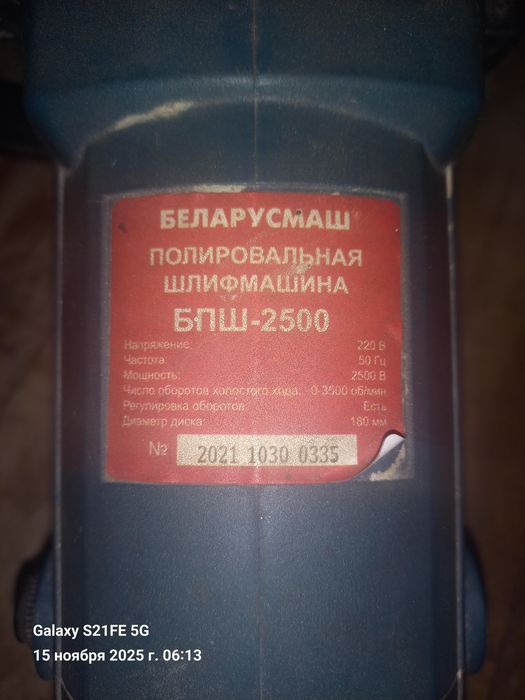 БЕЛАРУСМАШ
ПОЛИРОВАЛЬНАЯ
ШЛИФМАШИНА
БПШ-2500
Напряжение: 220 В
Частота: 50 Гц
Мощность: 2500 В
Число оборотов холостого хода: 0-3500 об/мин
Регулировка оборотов: Есть
Диаметр диска: 180 мм
№ 2021 1030 0335
Galaxy S21FE 5G
15 ноября 2025 г. 06:13